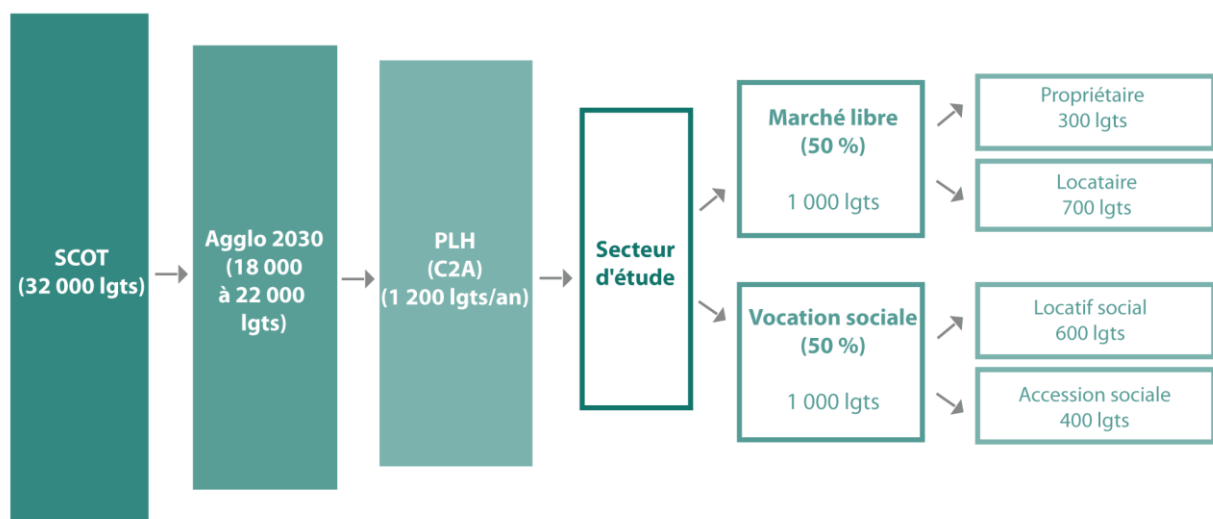 SCOT
(32 000 lgts)
Agglo 2030
(18 000
à 22 000
lgts)
PLH
(C2A)
(1 200 lgts/an)
Secteur
d'étude
Marché libre
(50 %)
1 000 lgts
Propriétaire
300 lgts
Locataire
700 lgts
Vocation sociale
(50 %)
1 000 lgts
Locatif social
600 lgts
Accession sociale
400 lgts